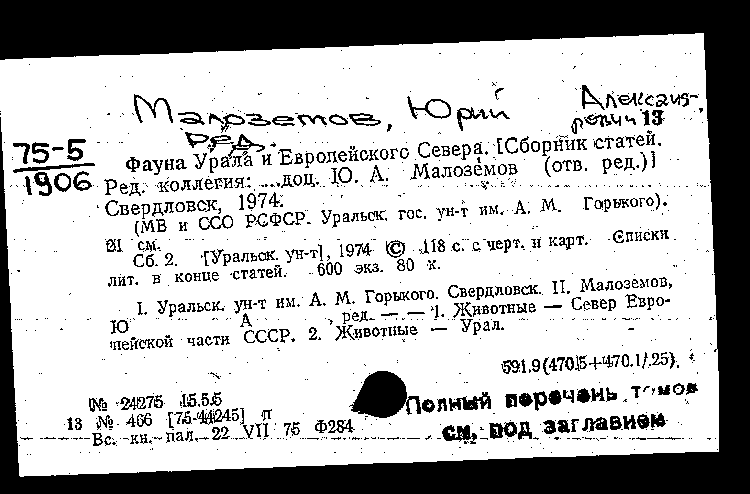 Малоземов, Юрий Александрович 13
ред.
75-5
1906
Фауна Урала и Европейского Севера. [Сборник статей.
Ред. коллегия: ...доц. Ю. А. Малоземов (отв. ред.)]
Свердловск, 1974.
(МВ и ССО РСФСР. Уральск. гос. ун-т им. А. М. Горького).
21 см.
Сб. 2. [Уральск. ун-т], 1974 © 118 с. с черт. и карт. Списки
лит. в конце статей. 600 экз. 80 к.
I. Уральск. ун-т им. А. М. Горького. Свердловск. II. Малоземов,
Ю А , ред. — — 1. Животные — Север Евро-
пейской части СССР. 2. Животные — Урал.
591.9(470.5+470.1/.25).
№ 24275 15.5.6
13 № 466 [75-44245] п
Вс. кн. пал. 22 VII 75 Ф284
Полный перечень томов
см. под заглавием